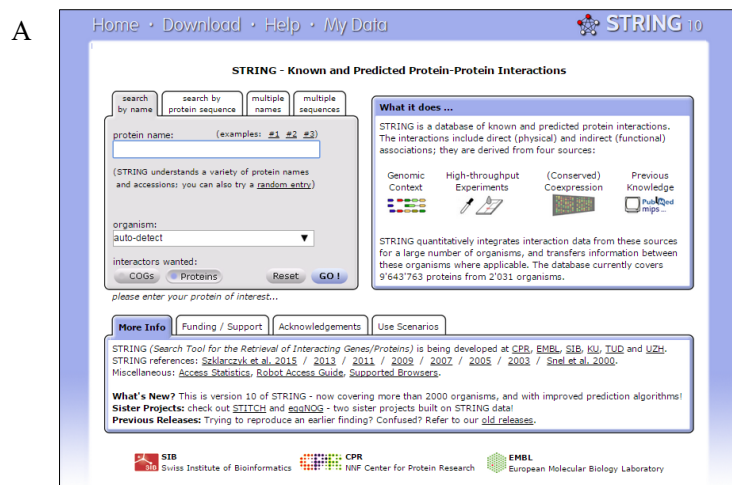 A
Home · Download · Help · My Data
STRING 10
STRING - Known and Predicted Protein-Protein Interactions
search by name
search by protein sequence
multiple names
multiple sequences
protein name:
(examples: #1 #2 #3)
(STRING understands a variety of protein names
and accessions; you can also try a random entry)
organism:
auto-detect
interactors wanted:
COGs
Proteins
Reset
GO !
please enter your protein of interest...
What it does ...
STRING is a database of known and predicted protein interactions.
The interactions include direct (physical) and indirect (functional)
associations; they are derived from four sources:
Genomic Context
High-throughput Experiments
(Conserved) Coexpression
Previous Knowledge
PubMed
mips ...
STRING quantitatively integrates interaction data from these sources
for a large number of organisms, and transfers information between
these organisms where applicable. The database currently covers
9'643'763 proteins from 2'031 organisms.
More Info
Funding / Support
Acknowledgements
Use Scenarios
STRING (Search Tool for the Retrieval of Interacting Genes/Proteins) is being developed at CPR, EMBL, SIB, KU, TUD and UZH.
STRING references: Szklarczyk et al. 2015 / 2013 / 2011 / 2009 / 2007 / 2005 / 2003 / Snel et al. 2000.
Miscellaneous: Access Statistics, Robot Access Guide, Supported Browsers.
What's New? This is version 10 of STRING - now covering more than 2000 organisms, and with improved prediction algorithms!
Sister Projects: check out STITCH and eggNOG - two sister projects built on STRING data!
Previous Releases: Trying to reproduce an earlier finding? Confused? Refer to our old releases.
SIB
SIB
Swiss Institute of Bioinformatics
CPR
NNF Center for Protein Research
EMBL
European Molecular Biology Laboratory